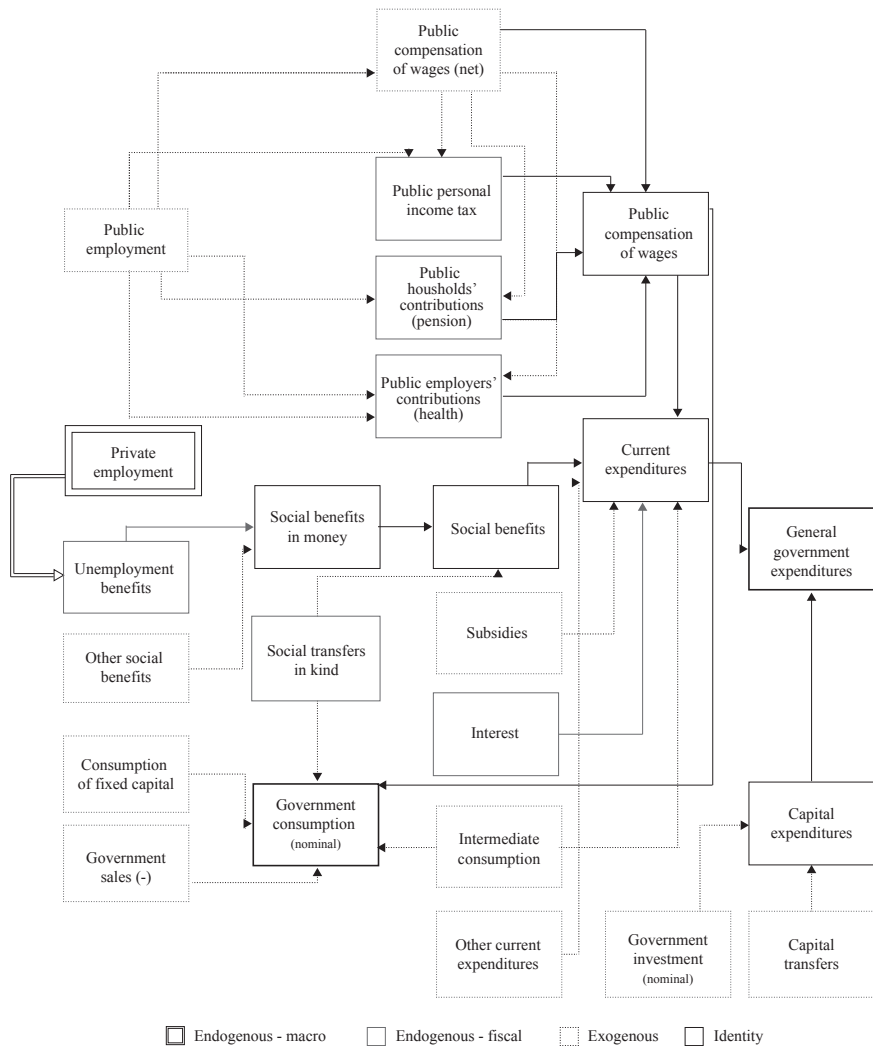 Public
compensation
of wages (net)
Public personal
income tax
Public
compensation
of wages
Public
employment
Public
housholds'
contributions
(pension)
Public employers'
contributions
(health)
Private
employment
Current
expenditures
Social benefits
in money
Social benefits
General
government
expenditures
Unemployment
benefits
Subsidies
Other social
benefits
Social transfers
in kind
Interest
Consumption
of fixed capital
Government
consumption
(nominal)
Intermediate
consumption
Capital
expenditures
Government
sales (-)
Other current
expenditures
Government
investment
(nominal)
Capital
transfers
Endogenous - macro
Endogenous - fiscal
Exogenous
Identity